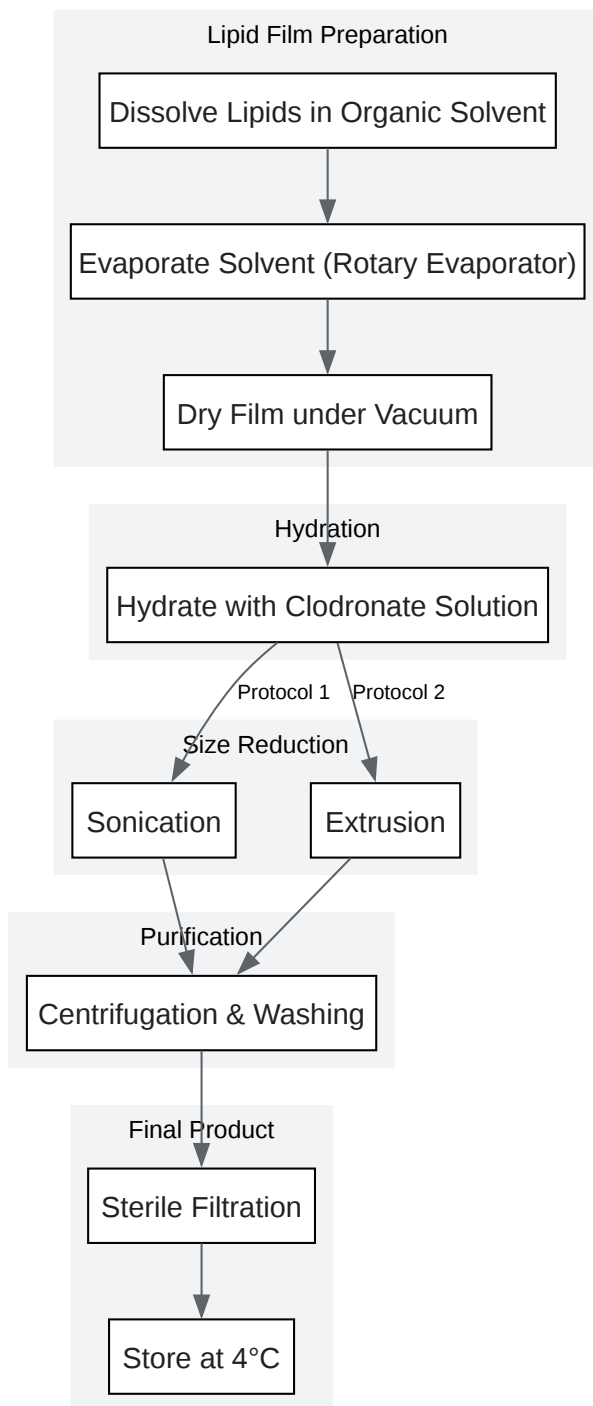 Lipid Film Preparation
Dissolve Lipids in Organic Solvent
Evaporate Solvent (Rotary Evaporator)
Dry Film under Vacuum
Hydration
Hydrate with Clodronate Solution
Protocol 1
Protocol 2
Size Reduction
Sonication
Extrusion
Purification
Centrifugation & Washing
Final Product
Sterile Filtration
Store at 4°C